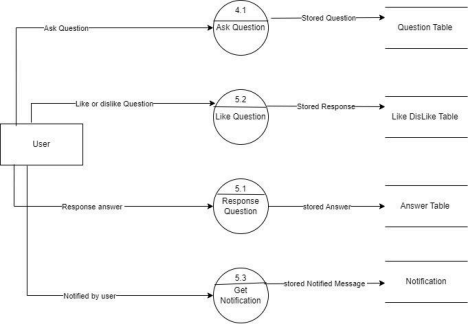 4.1
Ask Question
Ask Question
Stored Question
Question Table
5.2
Like or dislike Question
Like Question
Stored Response
Like DisLike Table
User
5.1
Response answer
Response
Question
stored Answer
Answer Table
5.3
Notified by user
Get
Notification
stored Notified Message
Notification